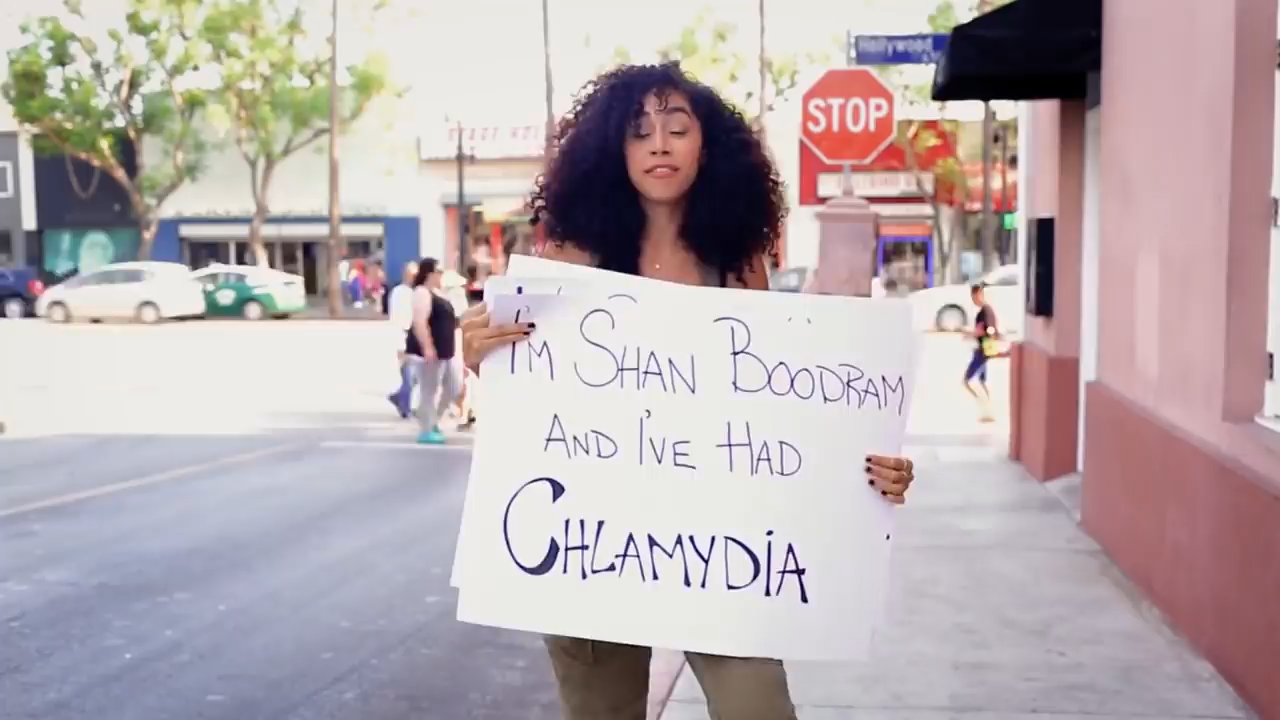 Hollywood
STOP
I'M SHAN BOODRAM
AND I'VE HAD
CHLAMYDIA